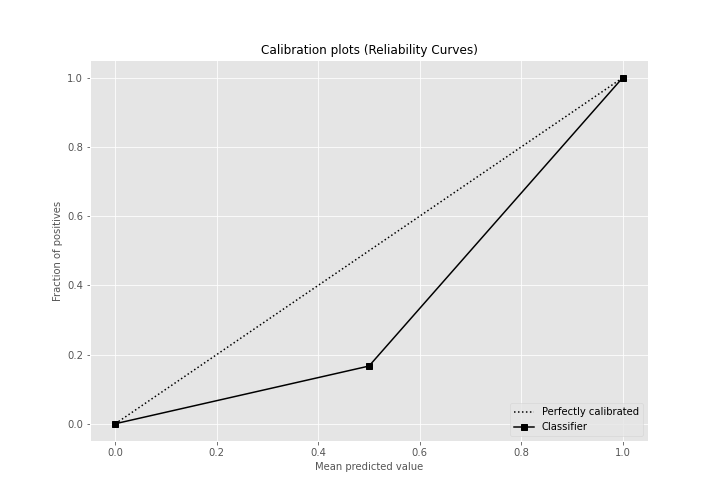 Calibration plots (Reliability Curves)
1.0
0.8
0.6
0.4
0.2
0.0
Fraction of positives
0.0 0.2 0.4 0.6 0.8 1.0
Mean predicted value
Perfectly calibrated
Classifier